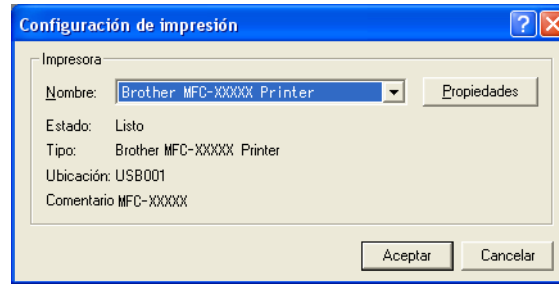 Configuración de impresión
Impresora
Nombre: Brother MFC-XXXXX Printer Propiedades
Estado: Listo
Tipo: Brother MFC-XXXXX Printer
Ubicación: USB001
Comentario MFC-XXXXX
Aceptar Cancelar